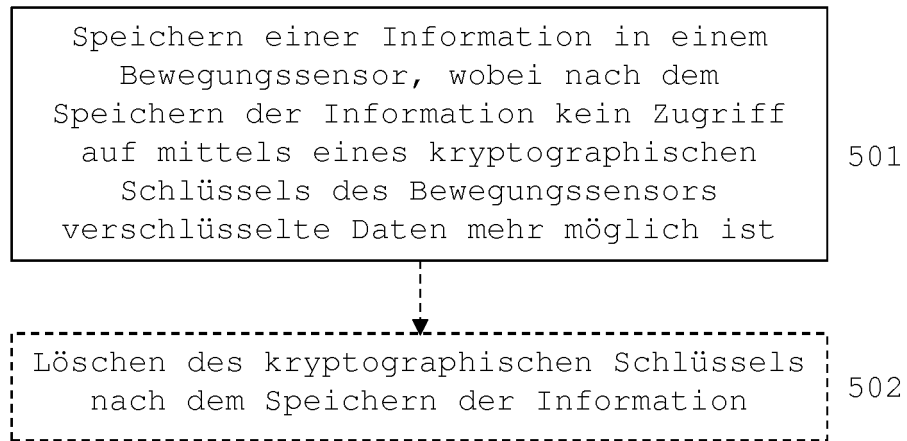 Speichern einer Information in einem
Bewegungssensor, wobei nach dem
Speichern der Information kein Zugriff
auf mittels eines kryptographischen
Schlüssels des Bewegungssensors
verschlüsselte Daten mehr möglich ist
501
Löschen des kryptographischen Schlüssels
nach dem Speichern der Information
502